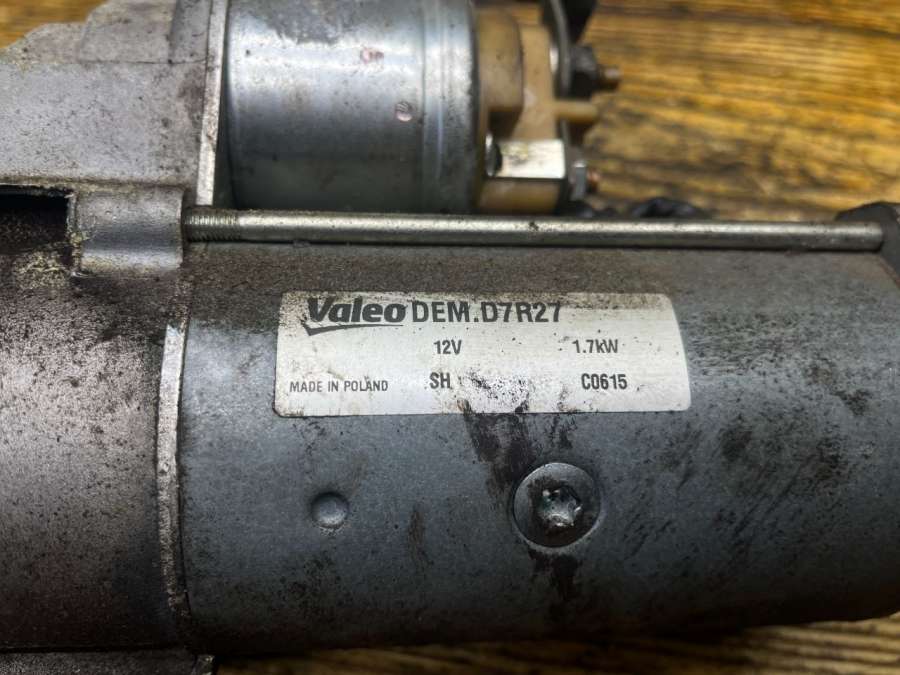 Valeo DEM.D7R27
12V 1.7kW
MADE IN POLAND SH C0615